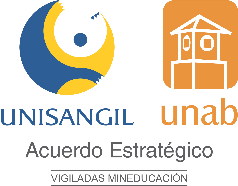 UNISANGIL unab
Acuerdo Estratégico
VIGILADAS MINEDUCACIÓN